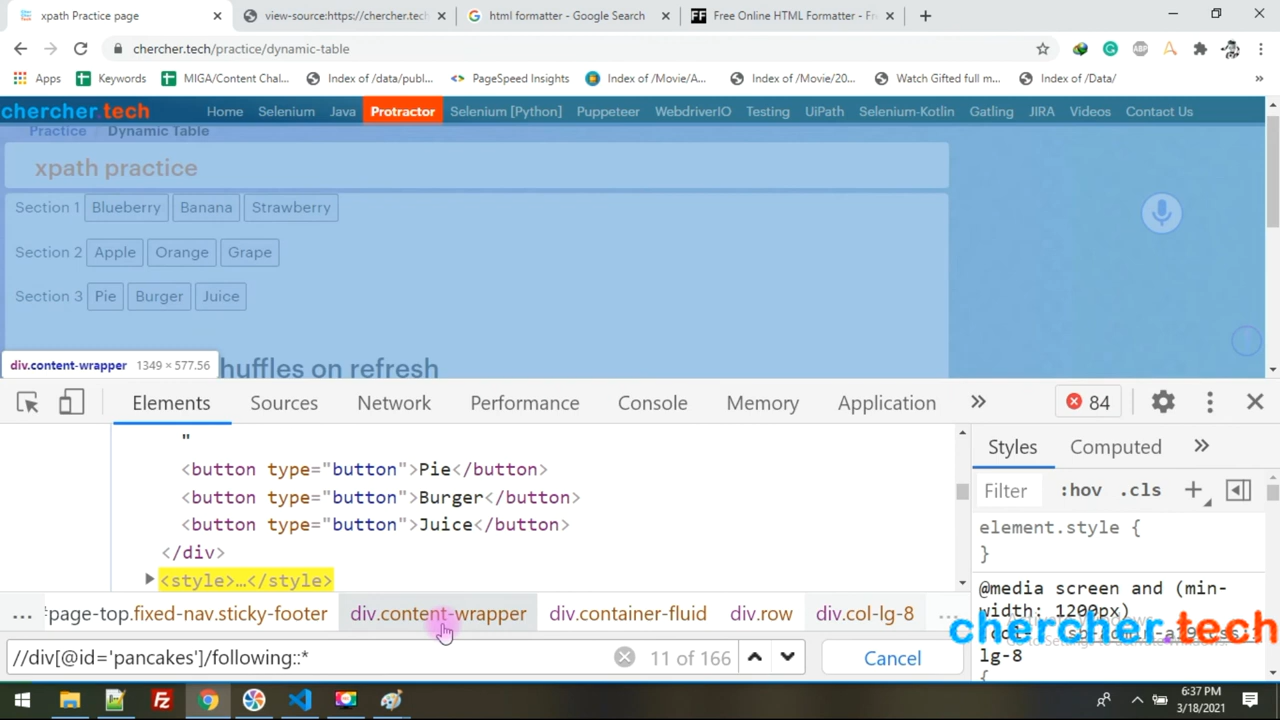 xpath Practice page
view-source:https://chercher.tech
html formatter - Google Search
Free Online HTML Formatter - Fr
chercher.tech/practice/dynamic-table
Apps
Keywords
MIGA/Content Chal...
Index of /data/publ...
PageSpeed Insights
Index of /Movie/A...
Index of /Movie/20...
Watch Gifted full m...
Index of /Data/
»
chercher.tech
Home
Selenium
Java
Protractor
Selenium [Python]
Puppeteer
WebdriverIO
Testing
UiPath
Selenium-Kotlin
Gatling
JIRA
Videos
Contact Us
Practice
Dynamic Table
xpath practice
Section 1 Blueberry Banana Strawberry
Section 2 Apple Orange Grape
Section 3 Pie Burger Juice
div.content-wrapper 1349 × 577.56
huffles on refresh
Elements
Sources
Network
Performance
Console
Memory
Application
»
84
"
<button type="button">Pie</button>
<button type="button">Burger</button>
<button type="button">Juice</button>
</div>
<style>…</style>
Styles
Computed
»
Filter
:hov
.cls
element.style {
}
@media screen and (min-
width: 1200px)
lg-8
{
chercher.tech
...
page-top.fixed-nav.sticky-footer
div.content-wrapper
div.container-fluid
div.row
div.col-lg-8
...
//div[@id='pancakes']/following::*
11 of 166
Cancel
6:37 PM
3/18/2021